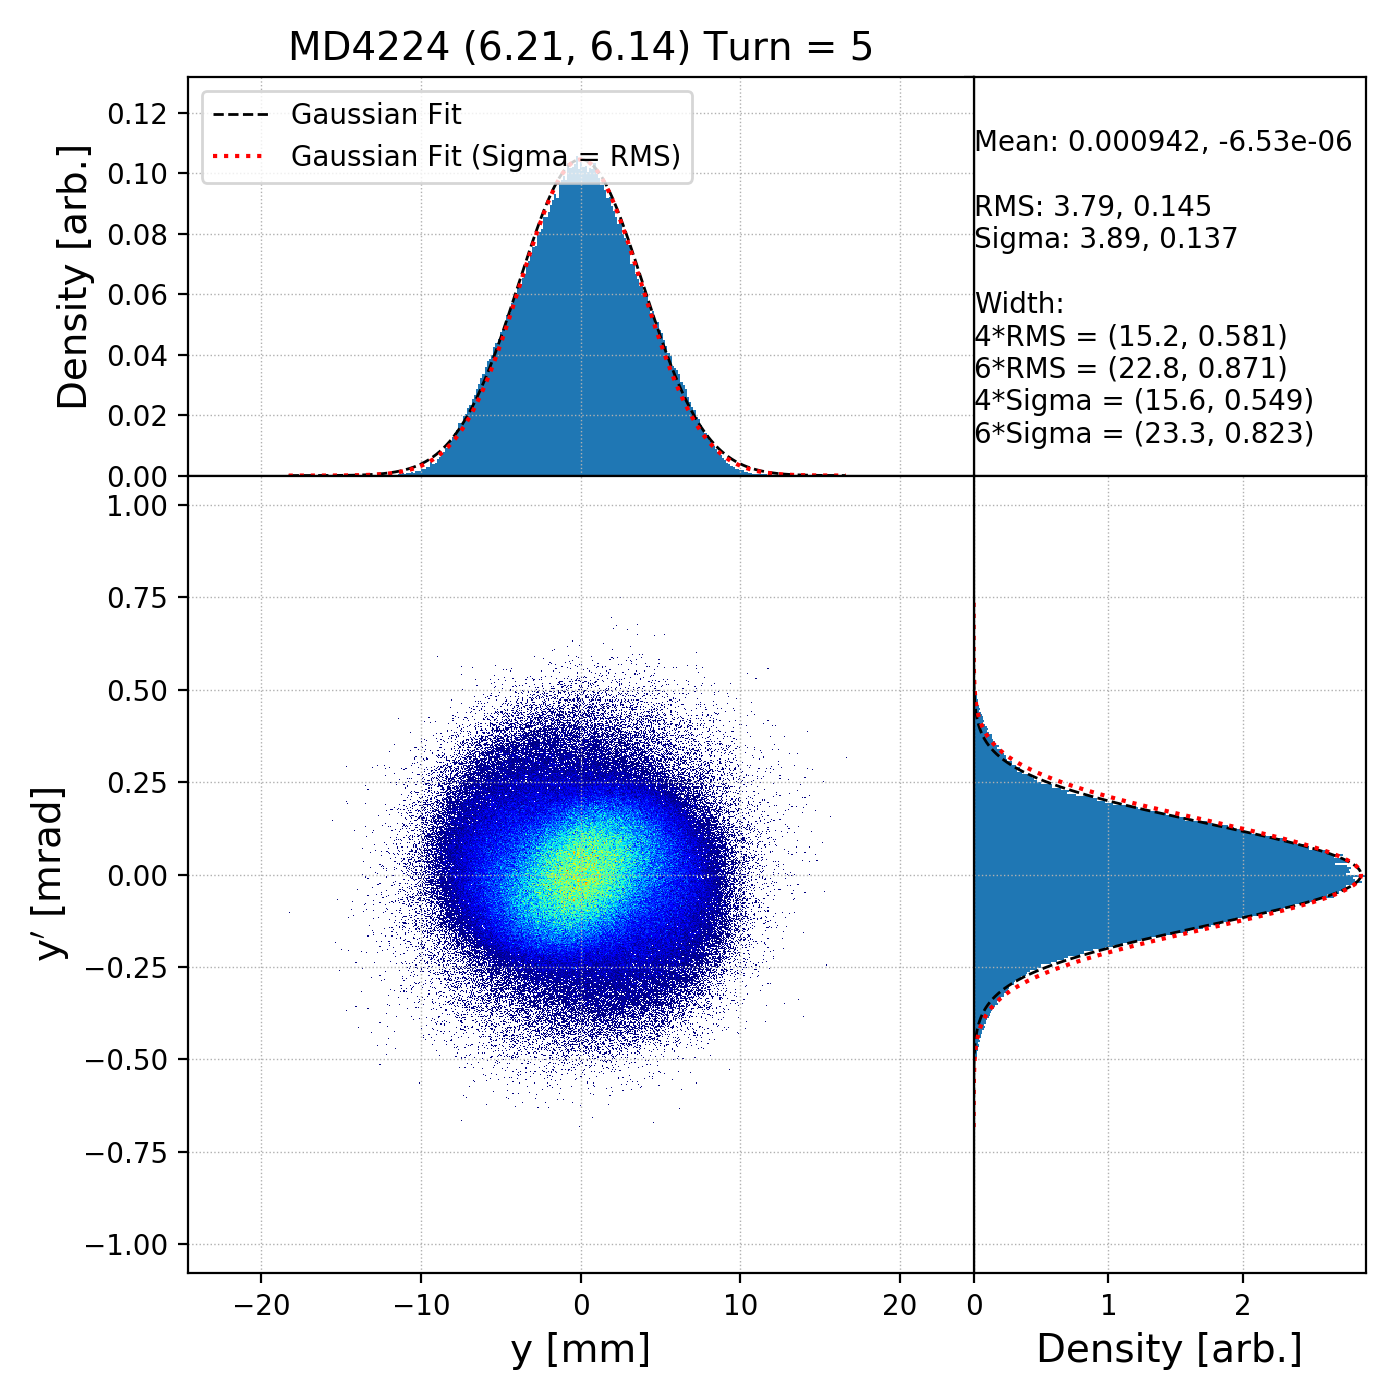 MD4224 (6.21, 6.14) Turn = 5
Gaussian Fit
Gaussian Fit (Sigma = RMS)
Density [arb.]
0.12
0.10
0.08
0.06
0.04
0.02
0.00
Mean: 0.000942, -6.53e-06
RMS: 3.79, 0.145
Sigma: 3.89, 0.137
Width:
4*RMS = (15.2, 0.581)
6*RMS = (22.8, 0.871)
4*Sigma = (15.6, 0.549)
6*Sigma = (23.3, 0.823)
y′ [mrad]
1.00
0.75
0.50
0.25
0.00
−0.25
−0.50
−0.75
−1.00
−20 −10 0 10 20
y [mm]
0 1 2
Density [arb.]